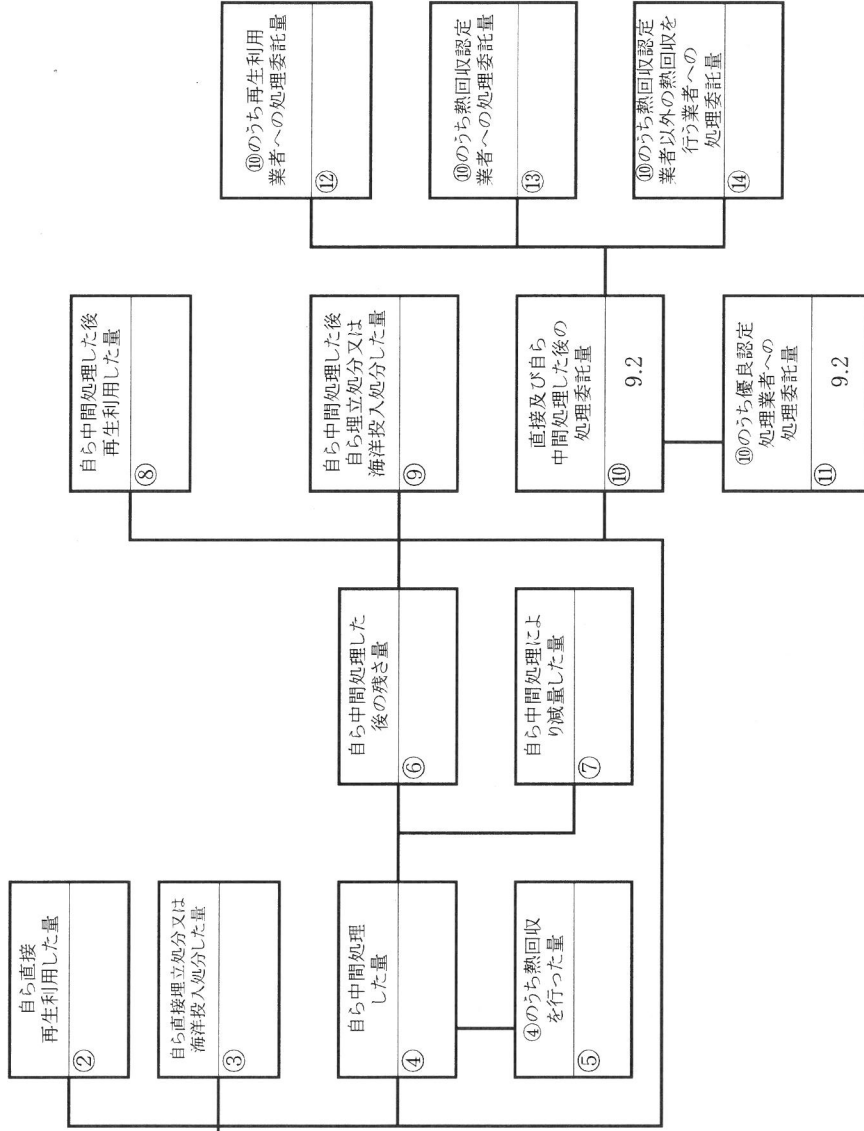 自ら直接
再生利用した量
②
自ら直接埋立処分又は
海洋投入処分した量
③
自ら中間処理
した量
④
④のうち熱回収
を行った量
⑤
自ら中間処理した
後の残さ量
⑥
自ら中間処理によ
り減量した量
⑦
自ら中間処理した後
再生利用した量
⑧
自ら中間処理した後
自ら埋立処分又は
海洋投入処分した量
⑨
直接及び自ら
中間処理した後の
処理委託量
⑩
9.2
⑩のうち優良認定
処理業者への
処理委託量
⑪
9.2
⑩のうち再生利用
業者への処理委託量
⑫
⑩のうち熱回収認定
業者への処理委託量
⑬
⑩のうち熱回収認定
業者以外の熱回収を
行う業者への
処理委託量
⑭